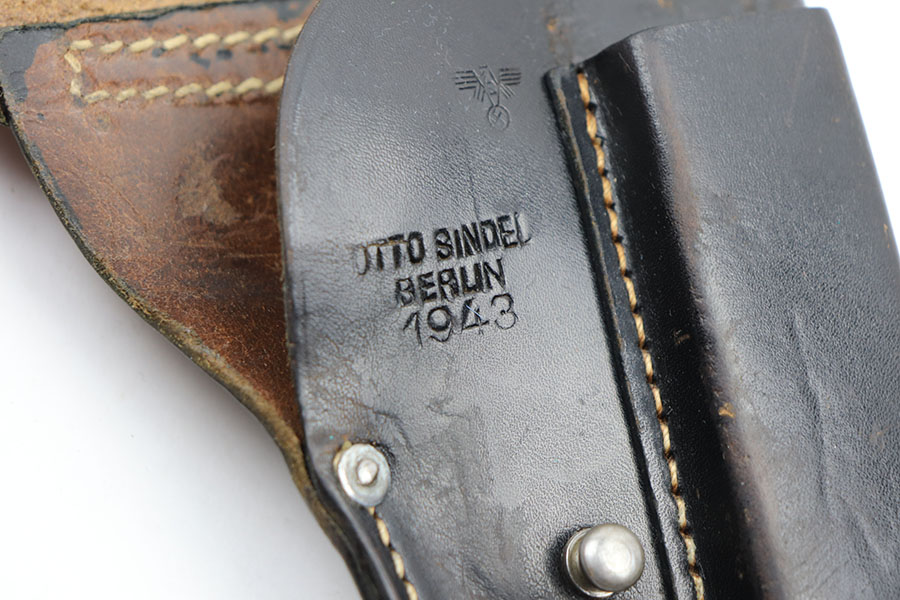 OTTO SINDEL
BERLIN
1943